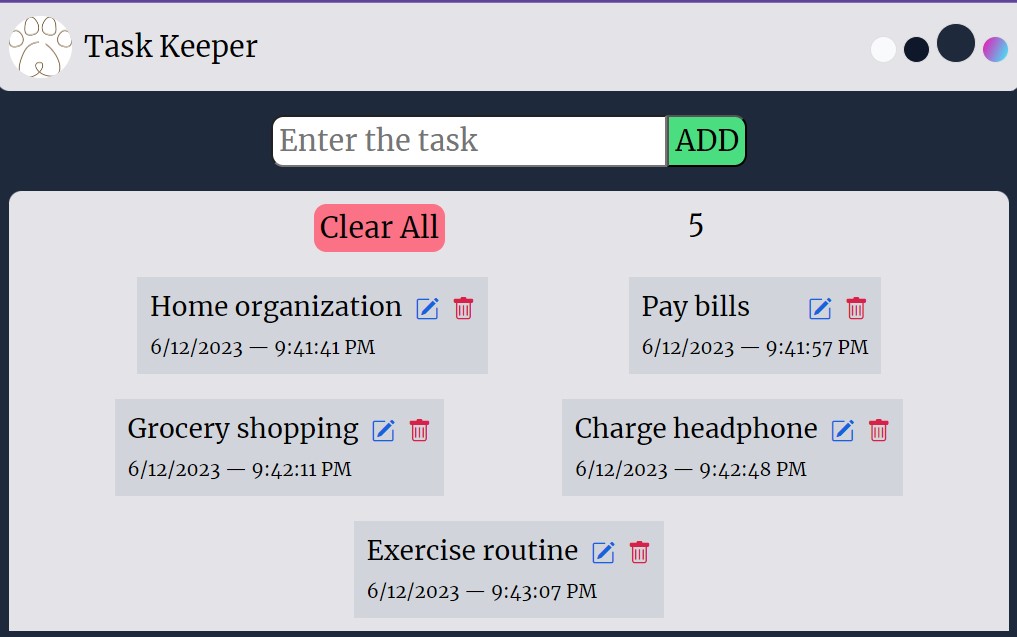 Task Keeper
Enter the task
ADD
Clear All
5
Home organization
6/12/2023 — 9:41:41 PM
Pay bills
6/12/2023 — 9:41:57 PM
Grocery shopping
6/12/2023 — 9:42:11 PM
Charge headphone
6/12/2023 — 9:42:48 PM
Exercise routine
6/12/2023 — 9:43:07 PM